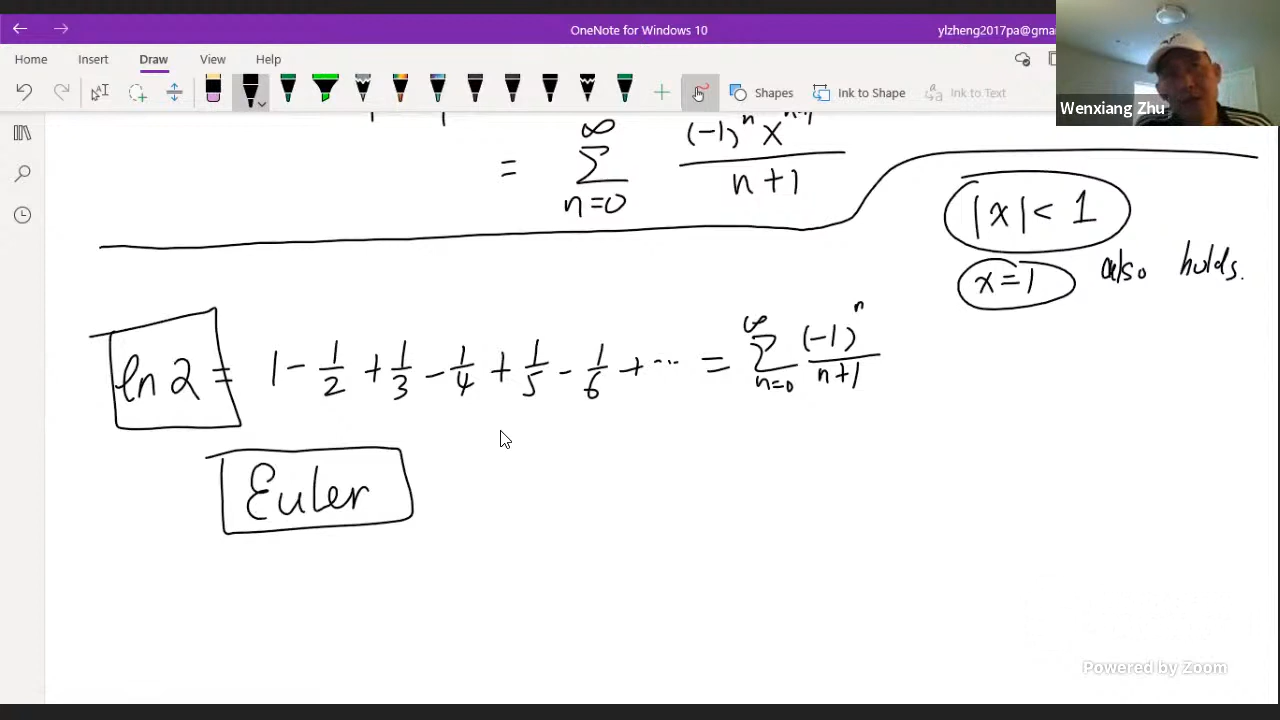 OneNote for Windows 10
ylzheng2017pa@gma
Home Insert Draw View Help
Shapes Ink to Shape Ink to Text
Wenxiang Zhu
= ∑_{n=0}^{∞} (-1)^n x^{n+1} / (n+1)
|x| < 1
x=1 also holds.
ln 2 = 1 - 1/2 + 1/3 - 1/4 + 1/5 - 1/6 + ... = ∑_{n=0}^{∞} (-1)^n / (n+1)
Euler
Powered by Zoom